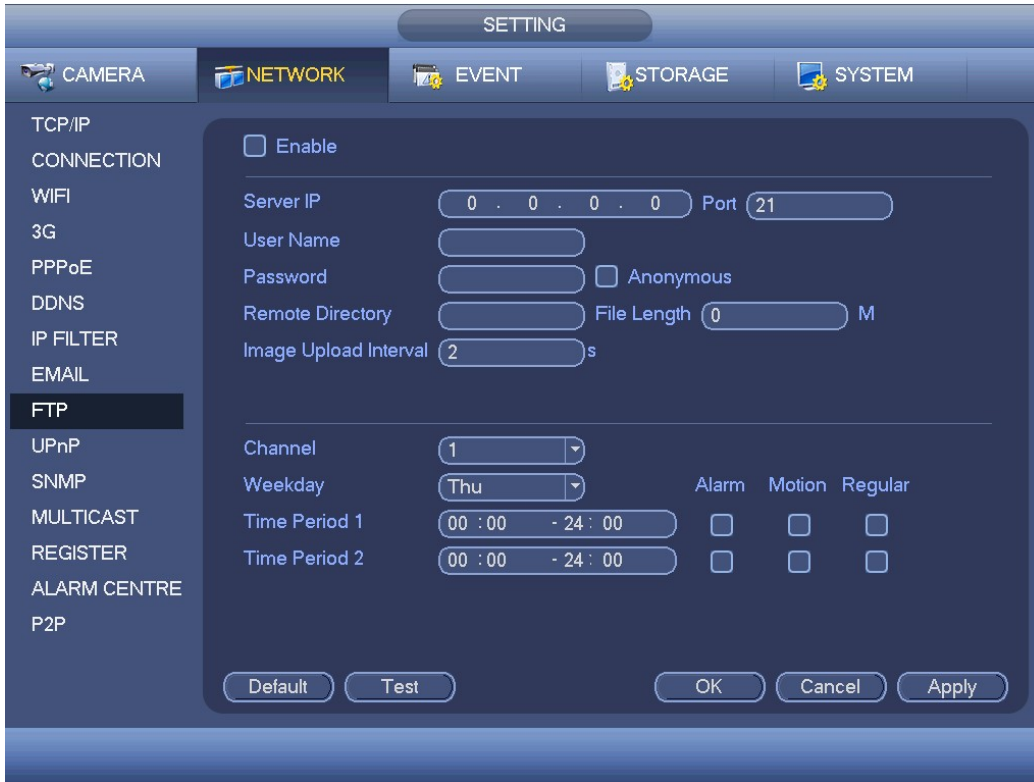 SETTING
CAMERA NETWORK EVENT STORAGE SYSTEM
TCP/IP
CONNECTION
WIFI
3G
PPPoE
DDNS
IP FILTER
EMAIL
FTP
UPnP
SNMP
MULTICAST
REGISTER
ALARM CENTRE
P2P
Enable
Server IP 0 . 0 . 0 . 0 Port 21
User Name
Password Anonymous
Remote Directory File Length 0 M
Image Upload Interval 2 s
Channel 1
Weekday Thu Alarm Motion Regular
Time Period 1 00 :00 - 24 : 00
Time Period 2 00 :00 - 24 : 00
Default Test OK Cancel Apply